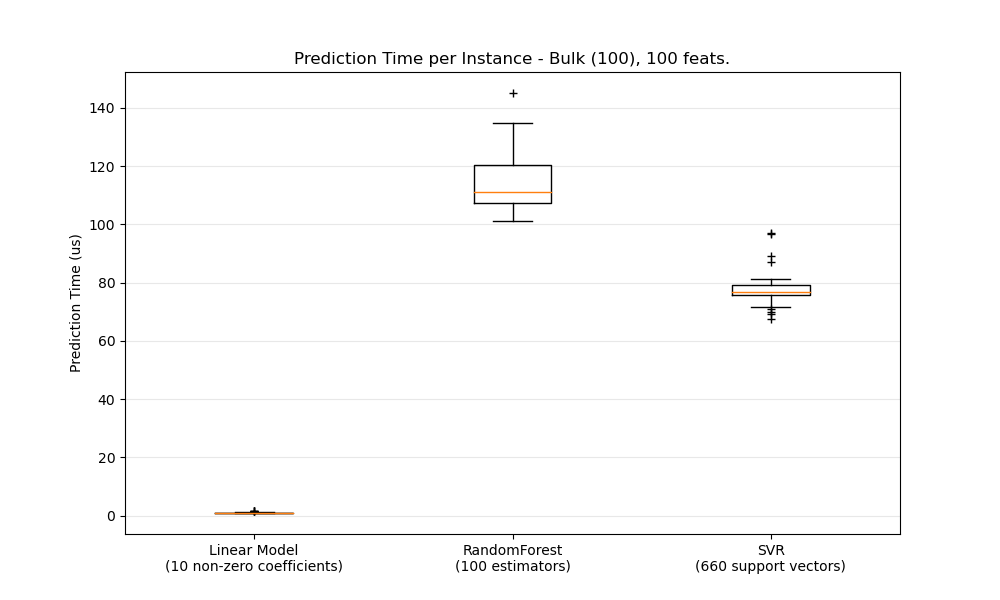 Prediction Time per Instance - Bulk (100), 100 feats.
Prediction Time (us)
140
120
100
80
60
40
20
0
Linear Model
(10 non-zero coefficients)
RandomForest
(100 estimators)
SVR
(660 support vectors)